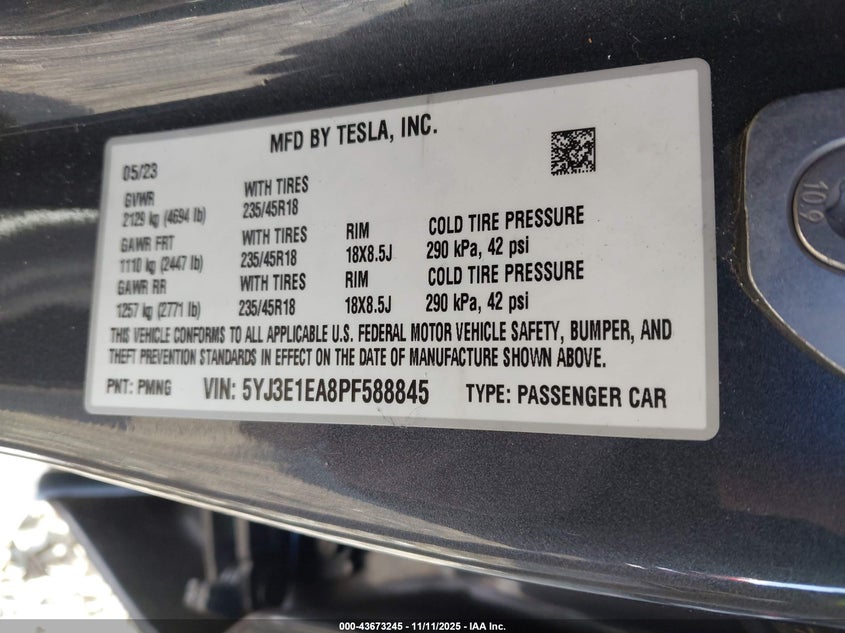 MFD BY TESLA, INC.
05/23
GVWR
2129 kg (4694 lb)
WITH TIRES
235/45R18
GAWR FRT
1110 kg (2447 lb)
WITH TIRES
235/45R18
RIM
18X8.5J
COLD TIRE PRESSURE
290 kPa, 42 psi
GAWR RR
1257 kg (2771 lb)
WITH TIRES
235/45R18
RIM
18X8.5J
COLD TIRE PRESSURE
290 kPa, 42 psi
THIS VEHICLE CONFORMS TO ALL APPLICABLE U.S. FEDERAL MOTOR VEHICLE SAFETY, BUMPER, AND
THEFT PREVENTION STANDARDS IN EFFECT ON THE DATE OF MANUFACTURE SHOWN ABOVE.
PNT: PMNG VIN: 5YJ3E1EA8PF588845 TYPE: PASSENGER CAR
10.9
000-43673245 - 11/11/2025 - IAA Inc.